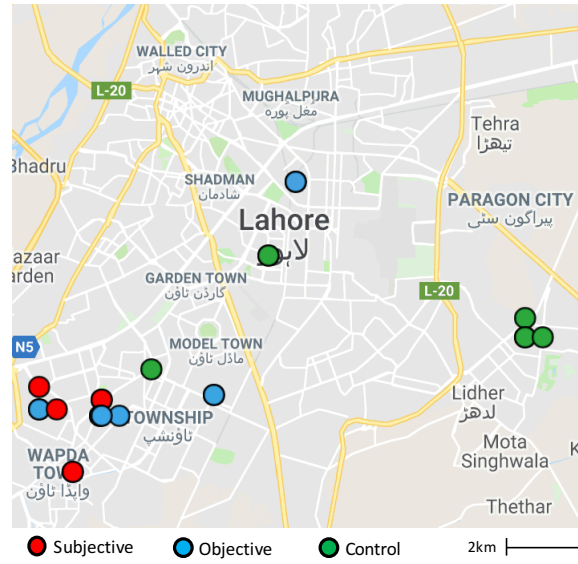 WALLED CITY
اندرون شہر
L-20
MUGHALPURA
مغل پورہ
Tehra
تیھڑا
Bhadru
SHADMAN
شادمان
PARAGON CITY
پیراگون سٹی
Lahore
لاہور
azaar
arden
GARDEN TOWN
گارڈن ٹاؤن
L-20
N5
MODEL TOWN
ماڈل ٹاؤن
Lidher
لدھڑ
TOWNSHIP
ٹاؤنشپ
WAPDA
TOWN
واپڈا ٹاؤن
Mota
Singhwala
K
Thethar
Subjective
Objective
Control
2km